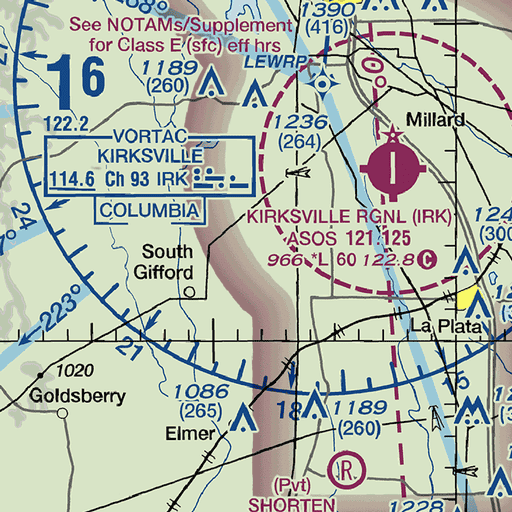 1390
(416)
See NOTAMs/Supplement
for Class E (sfc) eff hrs
LEWRP
1189
(260)
16
122.2
1236
(264)
Millard
VORTAC
KIRKSVILLE
114.6 Ch 93 IRK
COLUMBIA
24
KIRKSVILLE RGNL (IRK)
ASOS 121.125
966 *L 60 122.8 C
124
(300
South
Gifford
223°
21
La Plata
1020
Goldsberry
1086
(265)
Elmer
18
1189
(260)
15
R
(Pvt)
SHORTEN
1228